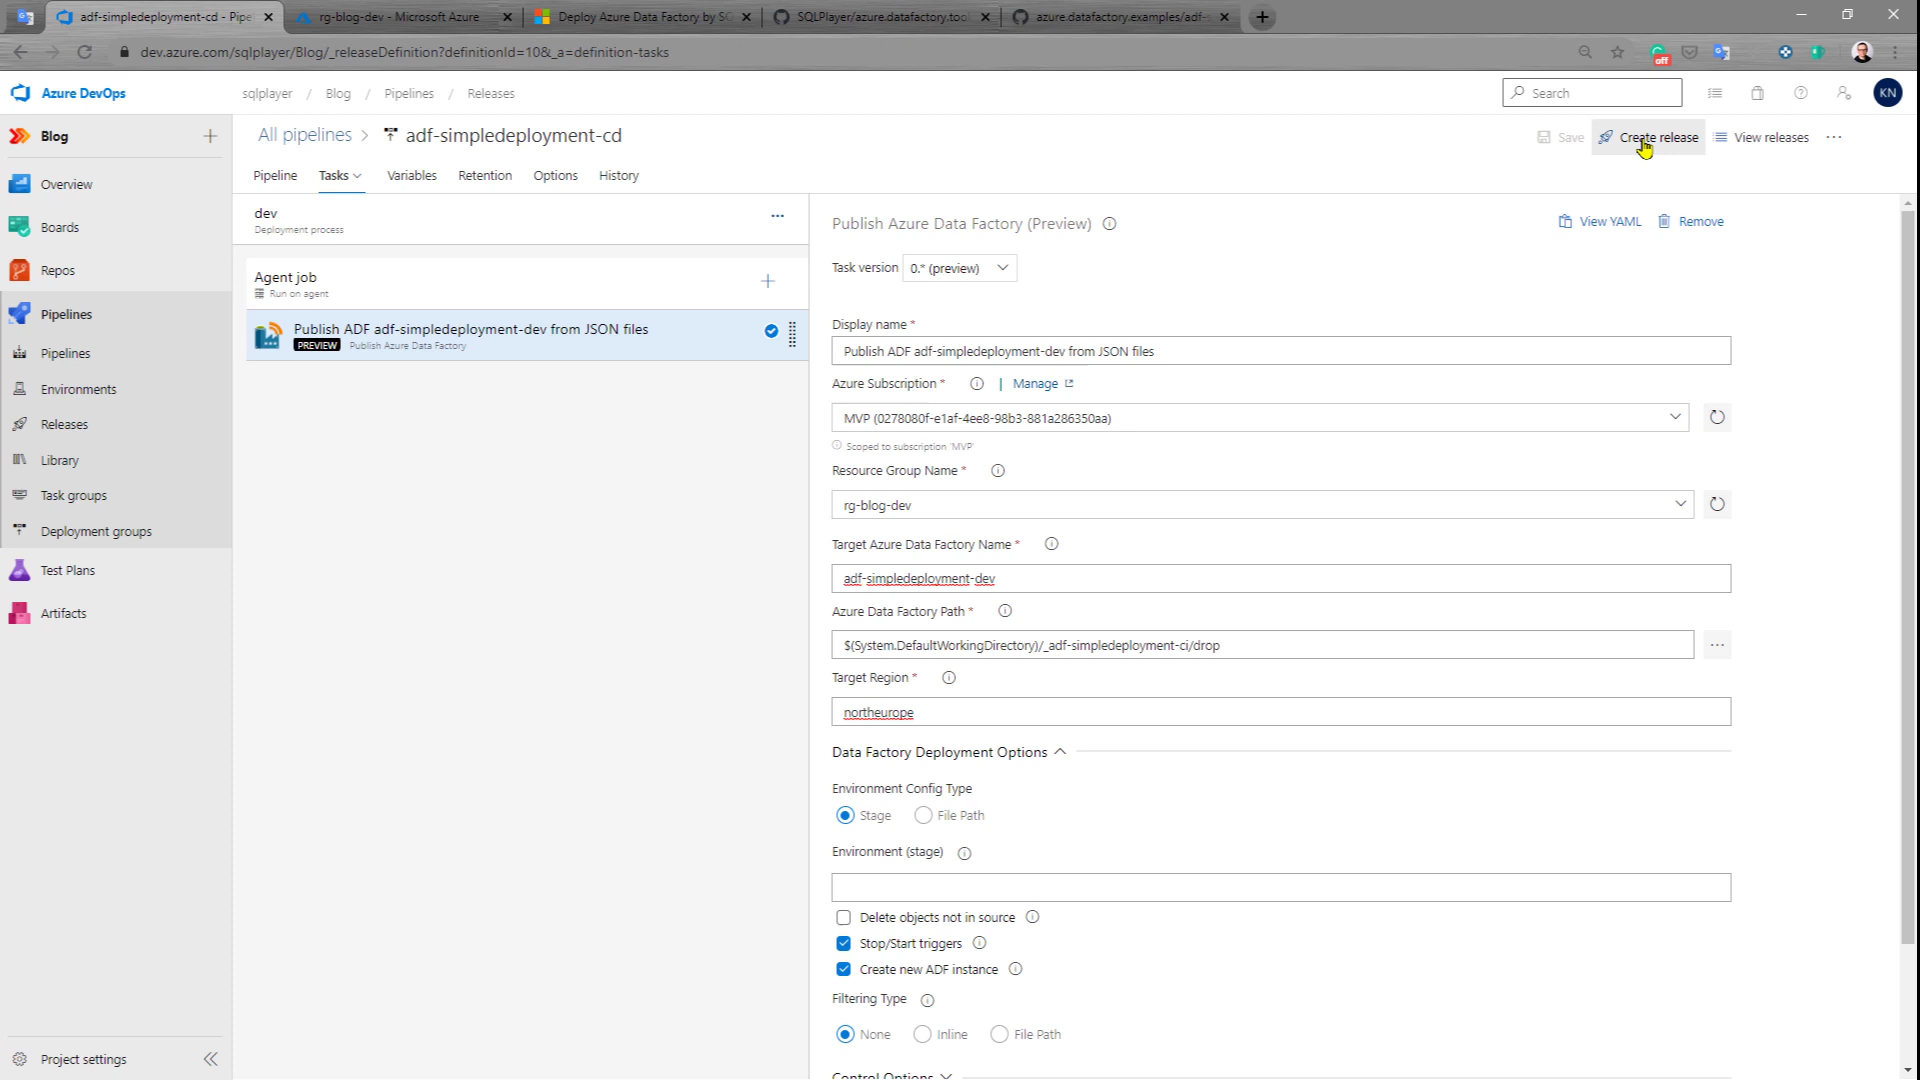 adf-simpledeployment-cd - Pipe
rg-blog-dev - Microsoft Azure
Deploy Azure Data Factory by SQ
SQLPlayer/azure.datafactory.tool
azure.datafactory.examples/adf-s
dev.azure.com/sqlplayer/Blog/_releaseDefinition?definitionId=10&_a=definition-tasks
off
Azure DevOps
sqlplayer / Blog / Pipelines / Releases
Search
KN
Blog
All pipelines > adf-simpledeployment-cd
Save
Create release
View releases
Overview
Boards
Repos
Pipelines
Pipelines
Environments
Releases
Library
Task groups
Deployment groups
Test Plans
Artifacts
Project settings
Pipeline
Tasks
Variables
Retention
Options
History
dev
Deployment process
Agent job
Run on agent
Publish ADF adf-simpledeployment-dev from JSON files
PREVIEW Publish Azure Data Factory
Publish Azure Data Factory (Preview)
View YAML
Remove
Task version 0.* (preview)
Display name *
Publish ADF adf-simpledeployment-dev from JSON files
Azure Subscription * | Manage
MVP (0278080f-e1af-4ee8-98b3-881a286350aa)
Scoped to subscription 'MVP'
Resource Group Name *
rg-blog-dev
Target Azure Data Factory Name *
adf-simpledeployment-dev
Azure Data Factory Path *
$(System.DefaultWorkingDirectory)/_adf-simpledeployment-ci/drop
Target Region *
northeurope
Data Factory Deployment Options
Environment Config Type
Stage
File Path
Environment (stage)
Delete objects not in source
Stop/Start triggers
Create new ADF instance
Filtering Type
None
Inline
File Path
Control Options